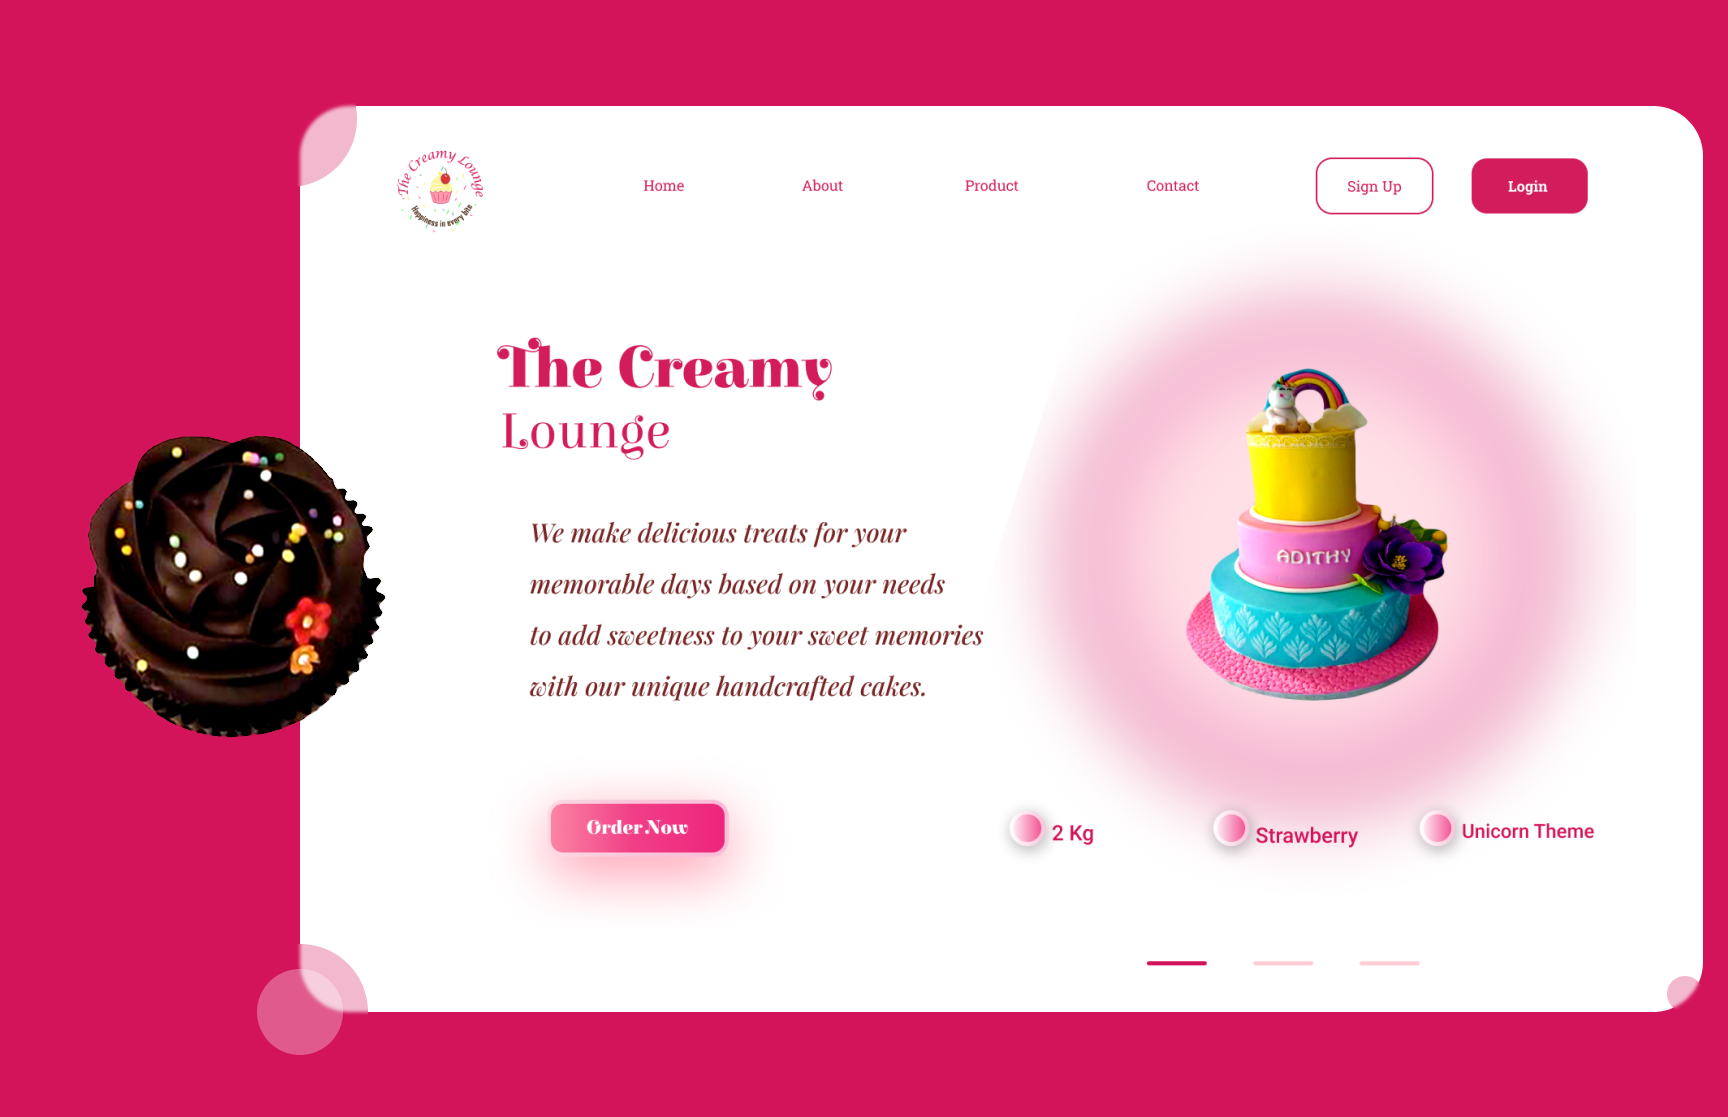 The Creamy Lounge
Happiness in every bite
Home
About
Product
Contact
Sign Up
Login
The Creamy
Lounge
We make delicious treats for your
memorable days based on your needs
to add sweetness to your sweet memories
with our unique handcrafted cakes.
ADITHY
Order Now
2 Kg
Strawberry
Unicorn Theme